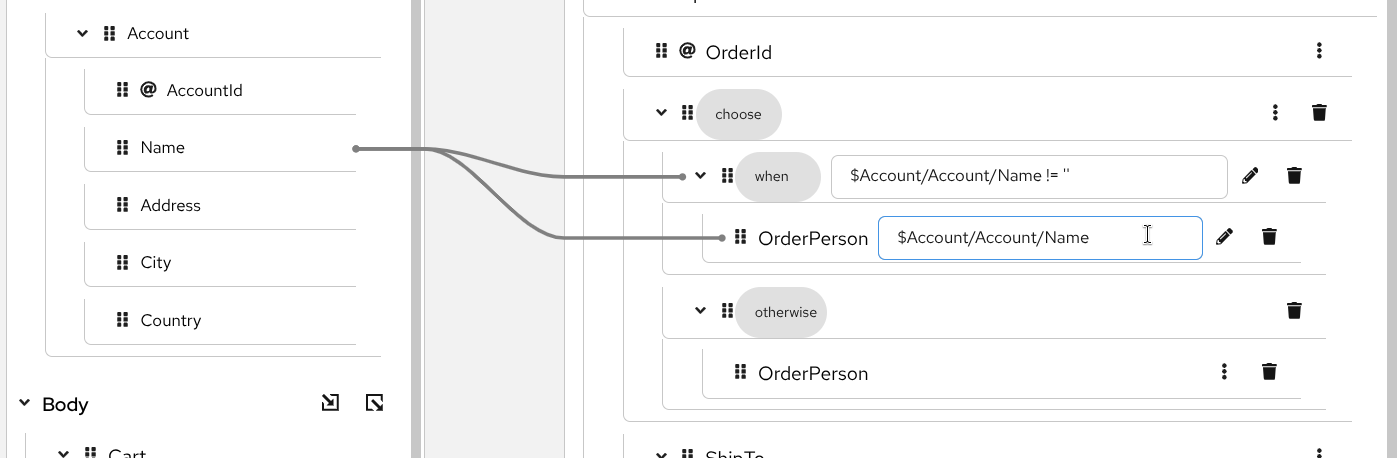 Account
@ AccountId
Name
Address
City
Country
Body
Cart
@ OrderId
choose
when $Account/Account/Name != ''
OrderPerson $Account/Account/Name
otherwise
OrderPerson
ShipTo